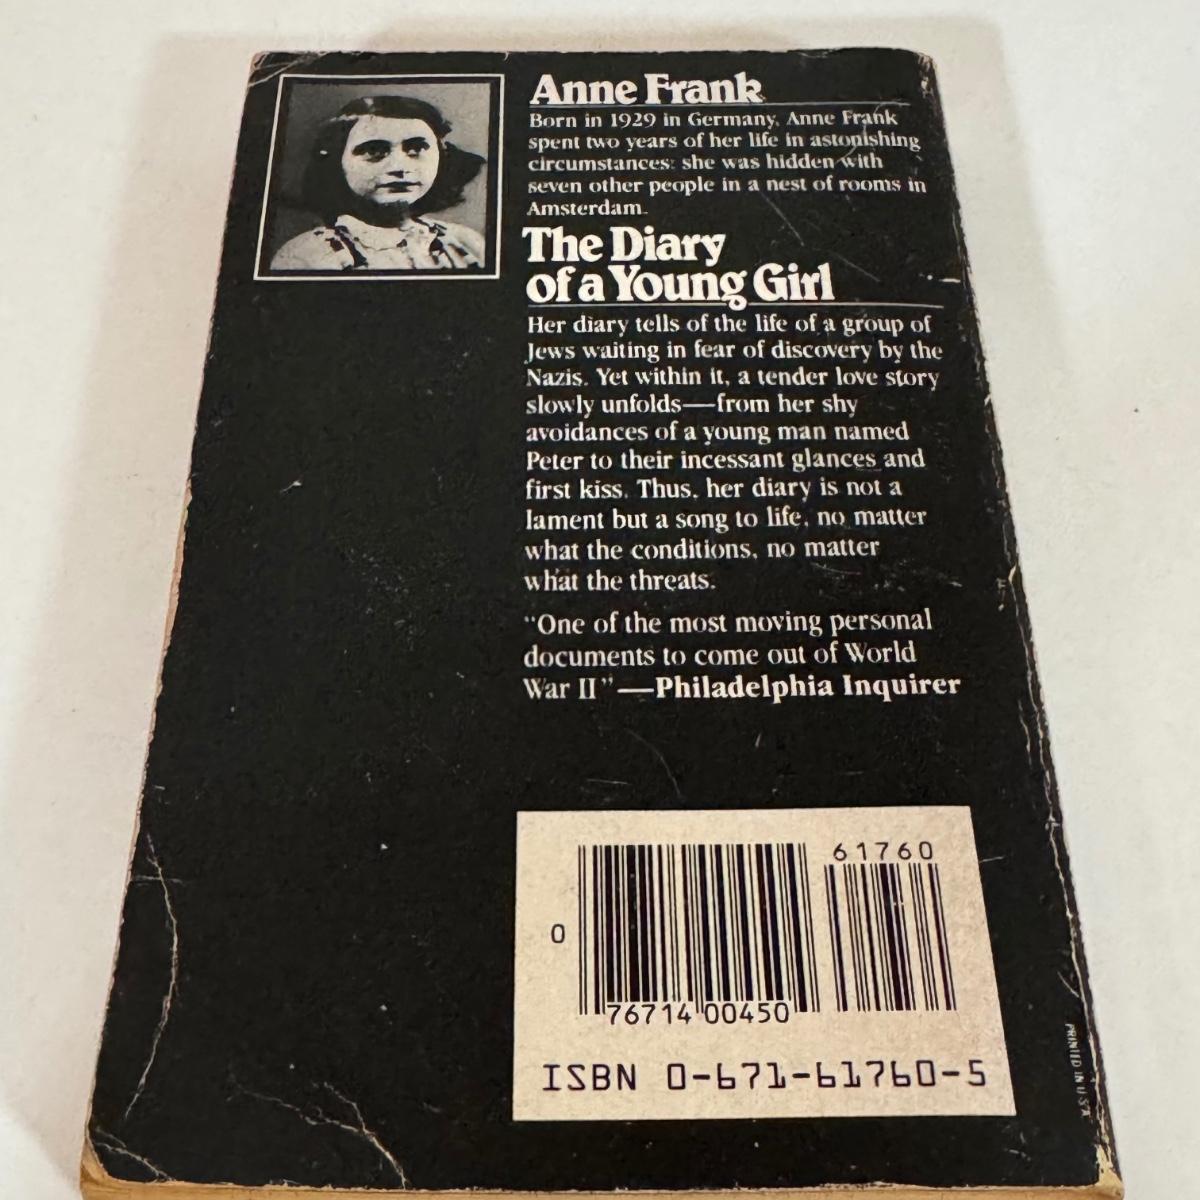 Anne Frank
Born in 1929 in Germany, Anne Frank
spent two years of her life in astonishing
circumstances: she was hidden with
seven other people in a nest of rooms in
Amsterdam.
The Diary
of a Young Girl
Her diary tells of the life of a group of
Jews waiting in fear of discovery by the
Nazis. Yet within it, a tender love story
slowly unfolds—from her shy
avoidances of a young man named
Peter to their incessant glances and
first kiss. Thus, her diary is not a
lament but a song to life, no matter
what the conditions, no matter
what the threats.
"One of the most moving personal
documents to come out of World
War II"—Philadelphia Inquirer
61760
0
76714 00450
ISBN 0-671-61760-5
PRINTED IN U.S.A.